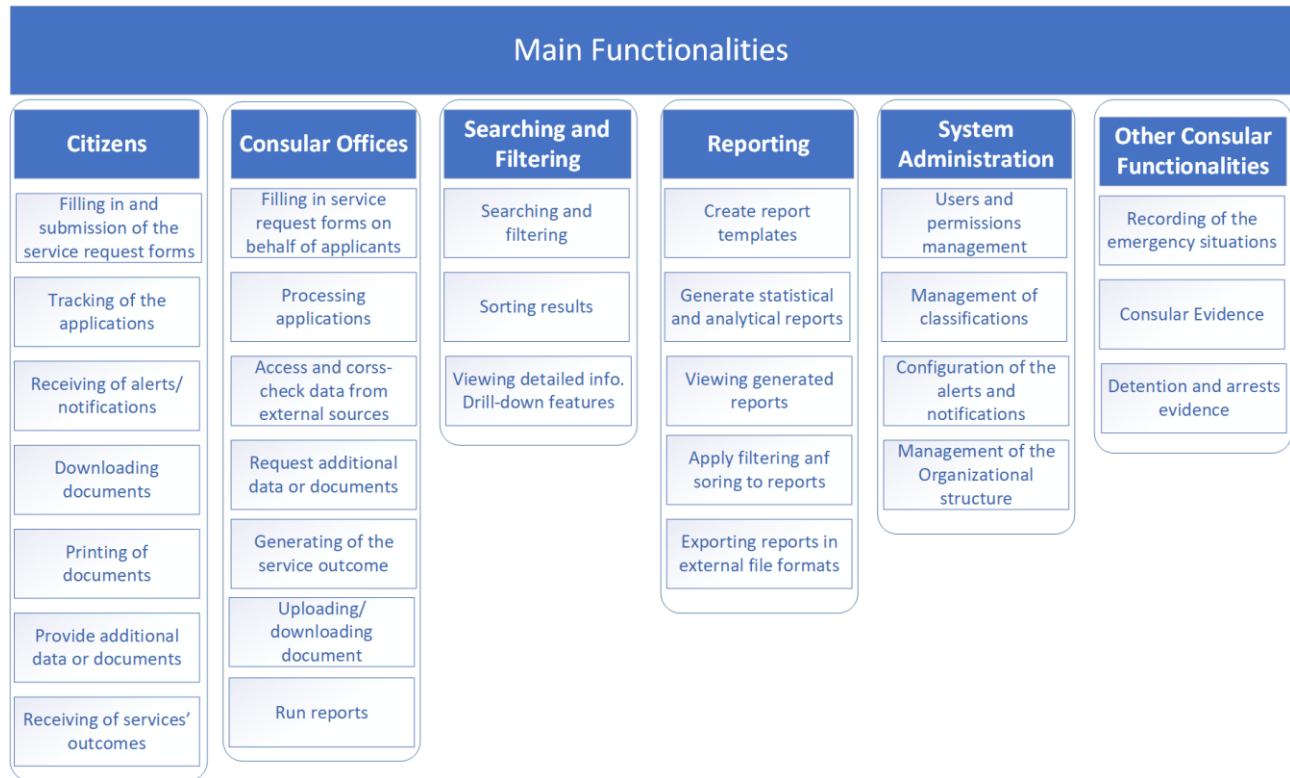 Main Functionalities
Citizens
Filling in and
submission of the
service request forms
Tracking of the
applications
Receiving of alerts/
notifications
Downloading
documents
Printing of
documents
Provide additional
data or documents
Receiving of services’
outcomes
Consular Offices
Filling in service
request forms on
behalf of applicants
Processing
applications
Access and corss-
check data from
external sources
Request additional
data or documents
Generating of the
service outcome
Uploading/
downloading
document
Run reports
Searching and
Filtering
Searching and
filtering
Sorting results
Viewing detailed info.
Drill-down features
Reporting
Create report
templates
Generate statistical
and analytical reports
Viewing generated
reports
Apply filtering anf
soring to reports
Exporting reports in
external file formats
System
Administration
Users and
permissions
management
Management of
classifications
Configuration of the
alerts and
notifications
Management of the
Organizational
structure
Other Consular
Functionalities
Recording of the
emergency situations
Consular Evidence
Detention and arrests
evidence